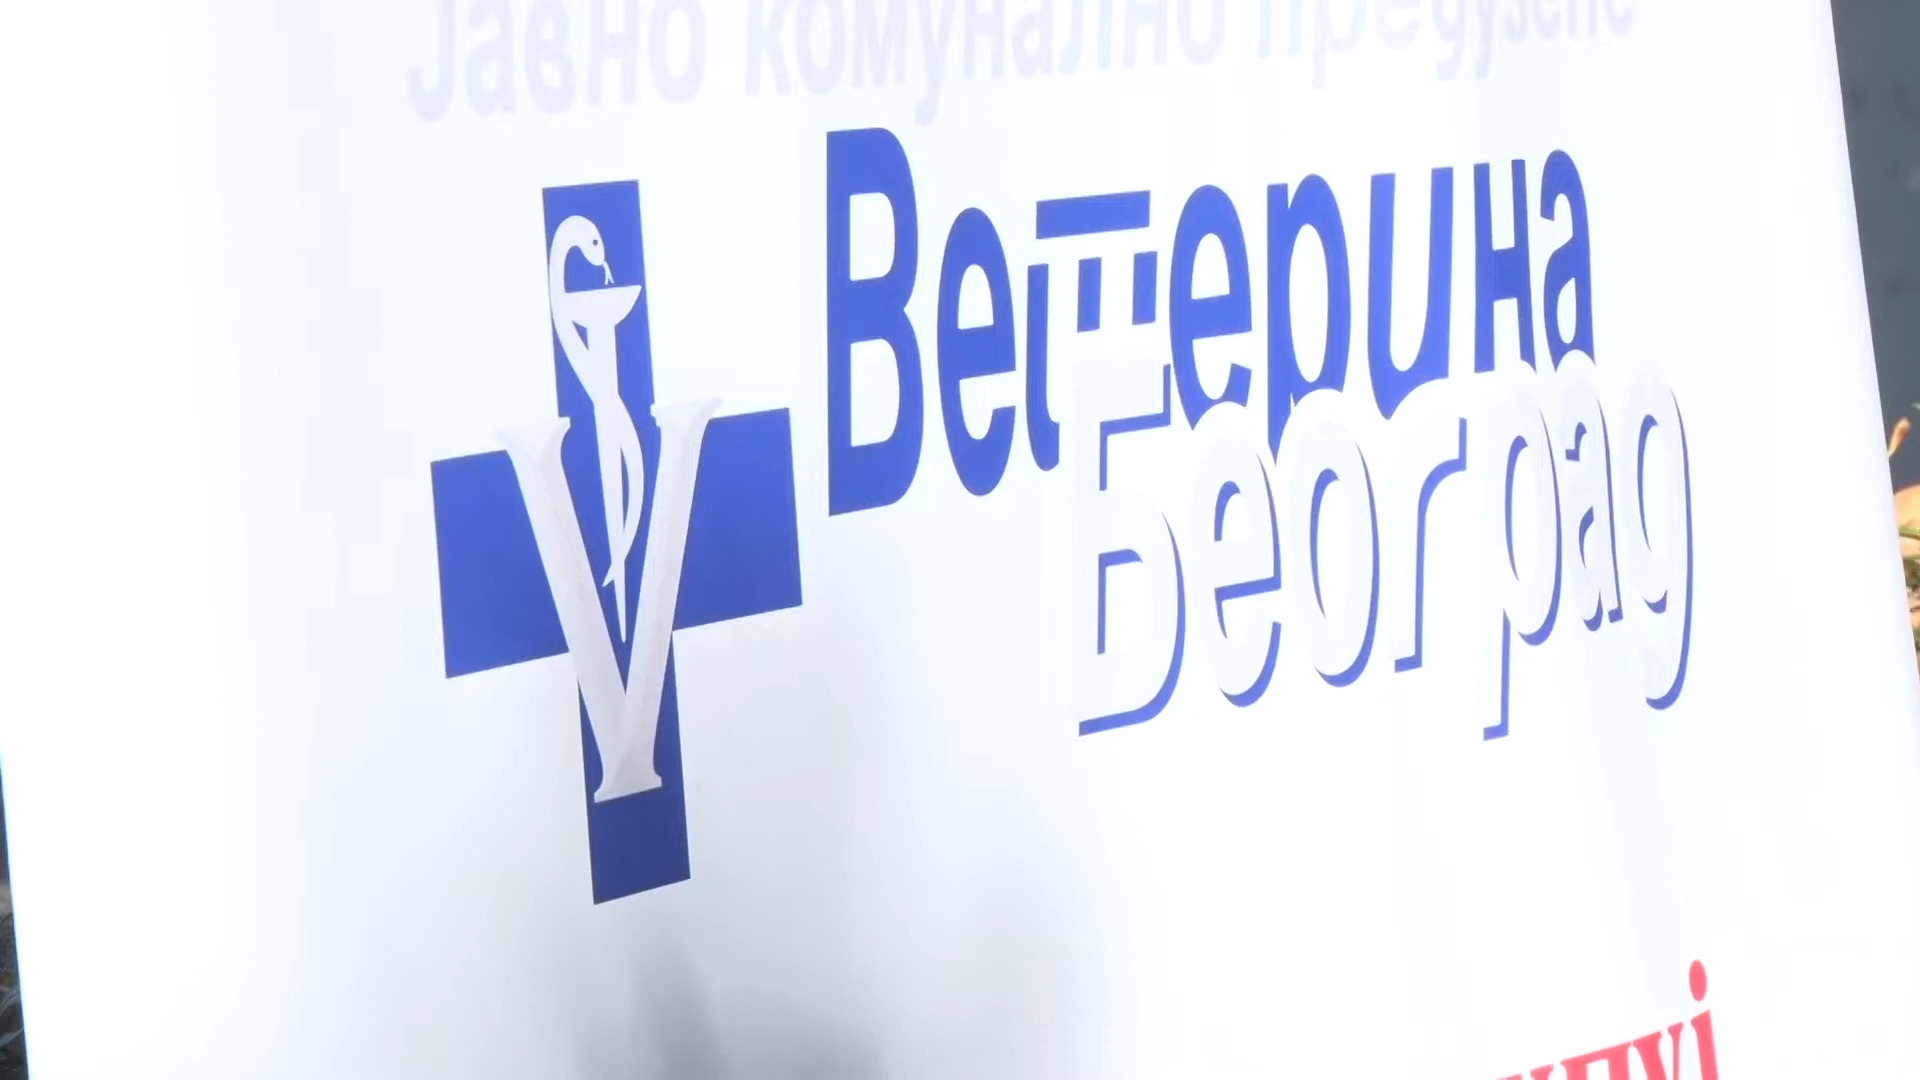 Јавно комунално предузеће
Ветерина
Београд
V